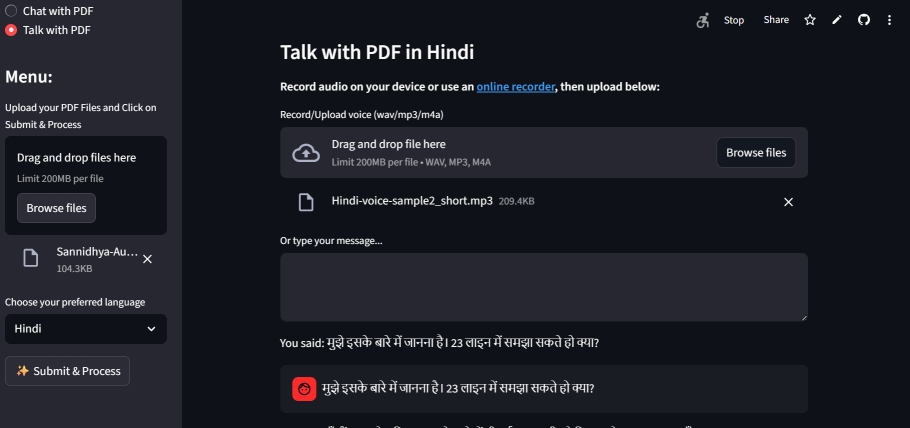 Chat with PDF
Talk with PDF
Menu:
Upload your PDF Files and Click on
Submit & Process
Drag and drop files here
Limit 200MB per file
Browse files
Sannidhya-Au...
104.3KB
Choose your preferred language
Hindi
✨ Submit & Process
Stop
Share
Talk with PDF in Hindi
Record audio on your device or use an online recorder, then upload below:
Record/Upload voice (wav/mp3/m4a)
Drag and drop file here
Limit 200MB per file • WAV, MP3, M4A
Browse files
Hindi-voice-sample2_short.mp3 209.4KB
Or type your message...
You said: मुझे इसके बारे में जानना है। 23 लाइन में समझा सकते हो क्या?
मुझे इसके बारे में जानना है। 23 लाइन में समझा सकते हो क्या?